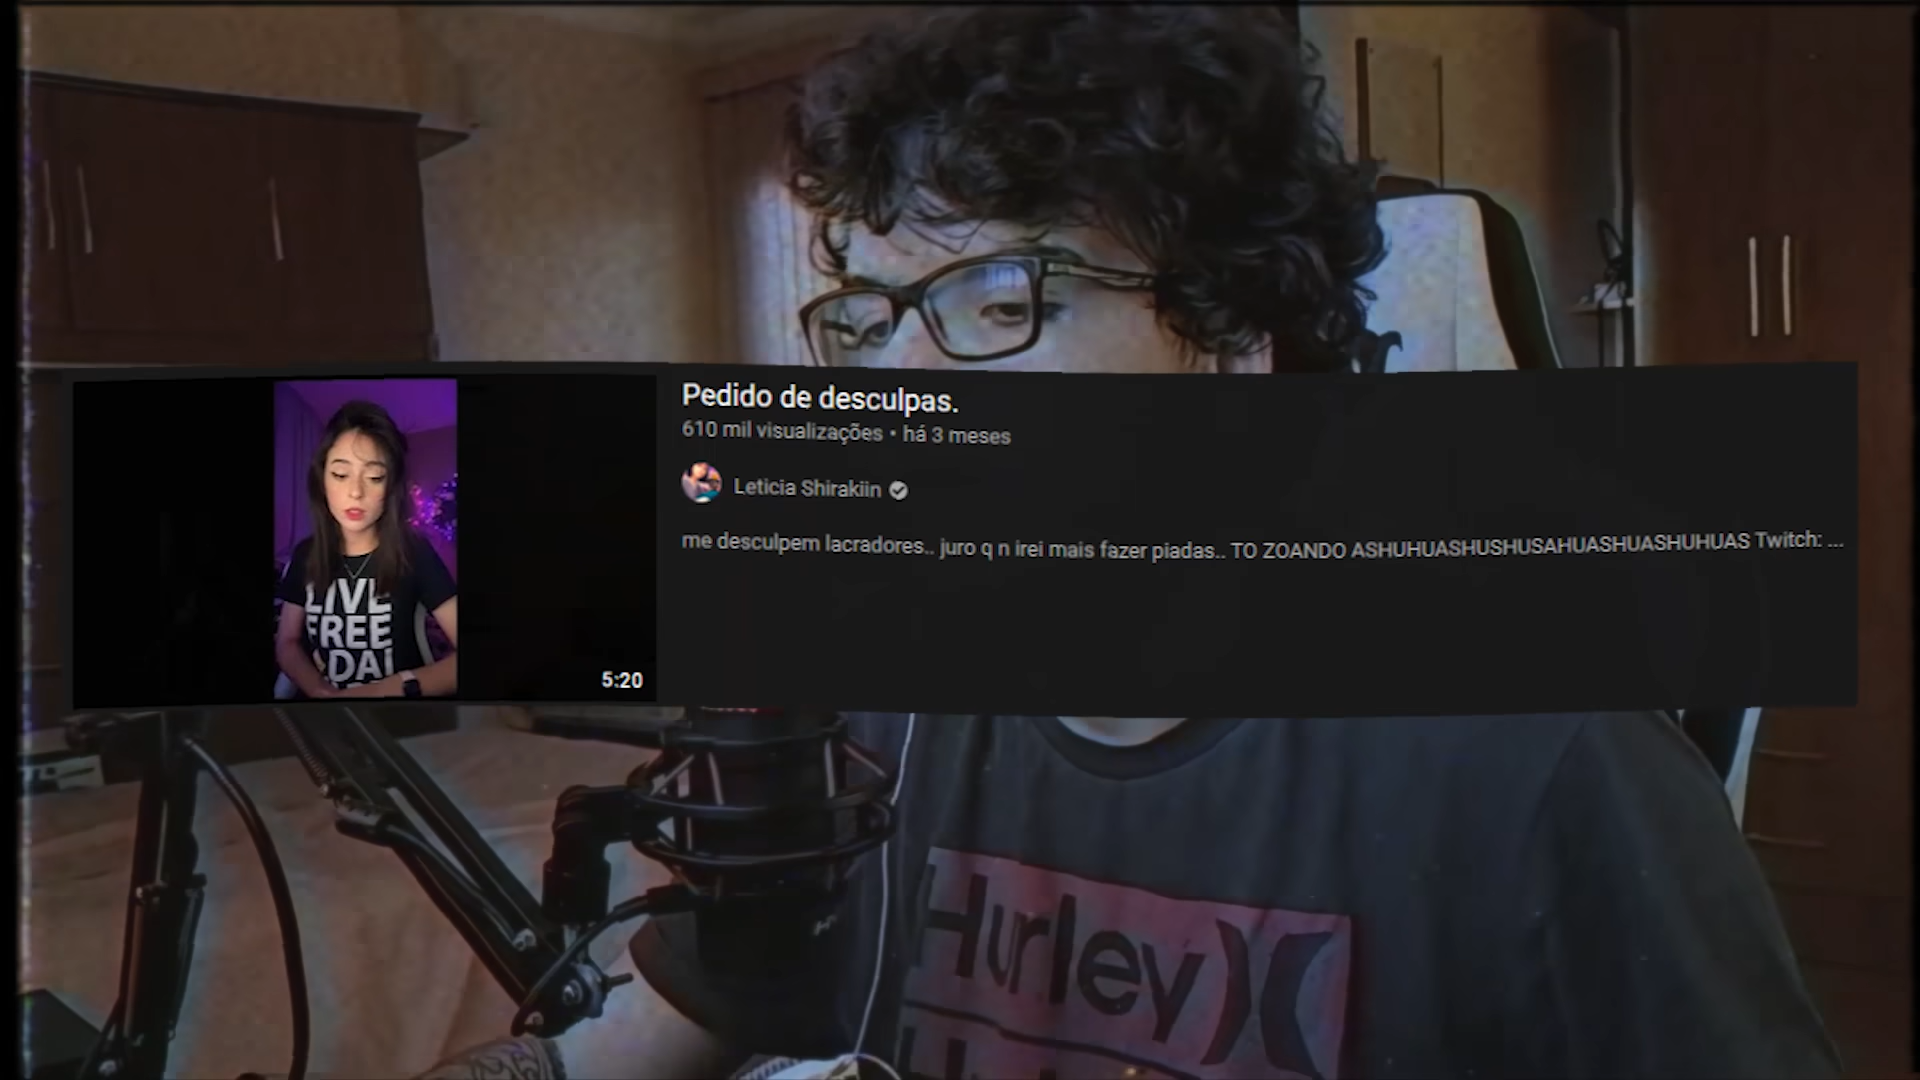 Pedido de desculpas.
610 mil visualizações • há 3 meses
Leticia Shirakiin
me desculpem lacradores.. juro q n irei mais fazer piadas.. TO ZOANDO ASHUHUASHUSHUSAHUASHUASHUHUAS Twitch: ...
LIVE
FREE
5:20
Hurley